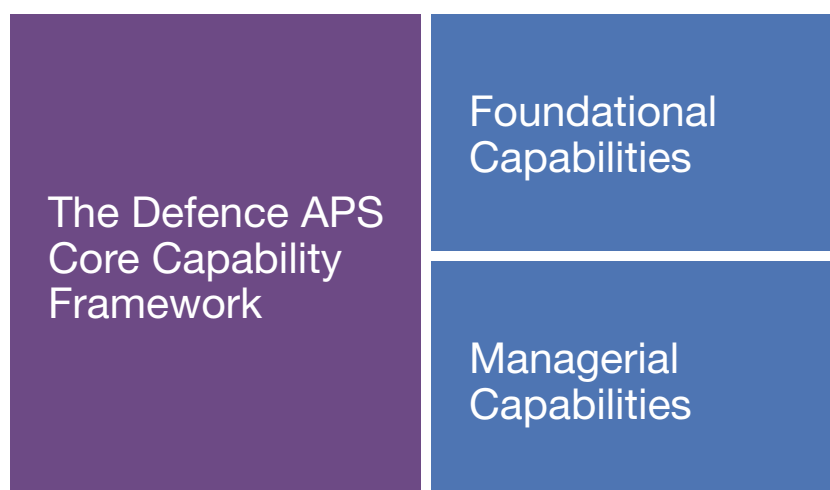 The Defence APS
Core Capability
Framework
Foundational
Capabilities
Managerial
Capabilities